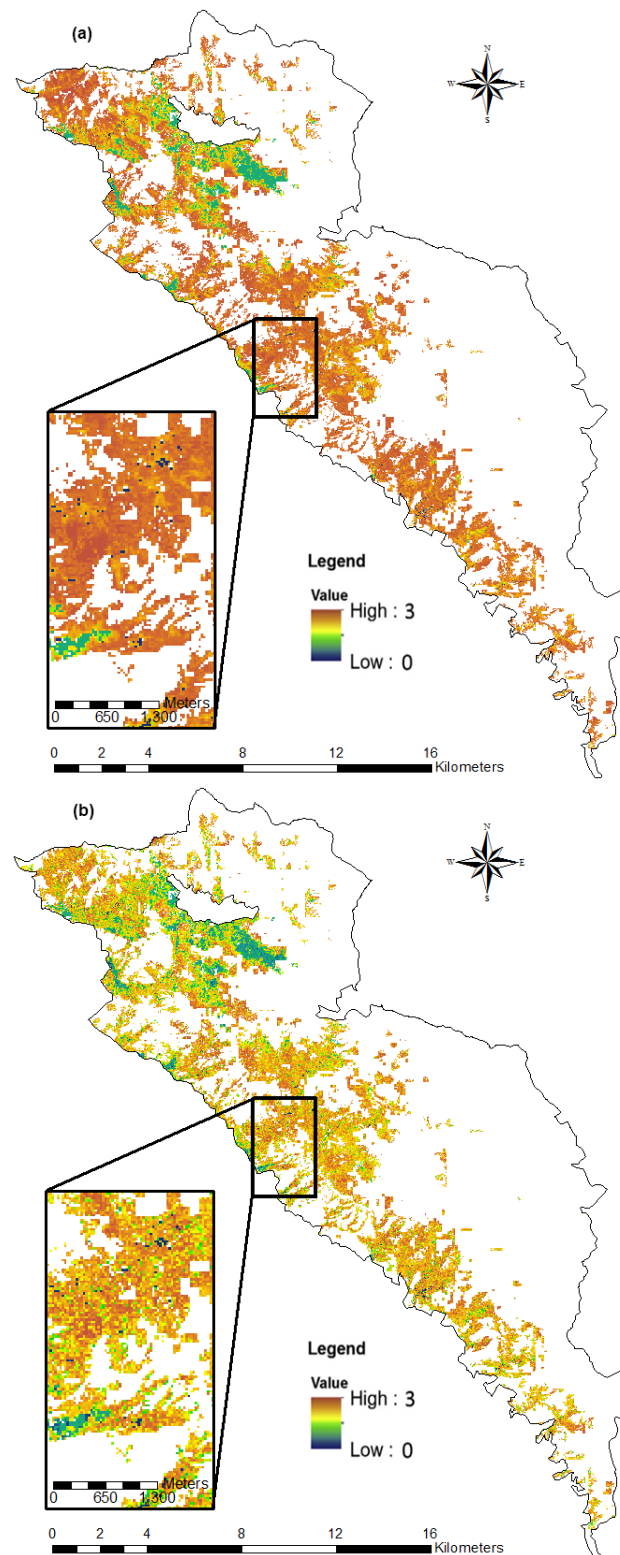 (a)
N
W E
S
Legend
Value
High : 3
Low : 0
Meters
0 650 1,300
0 2 4 8 12 16
Kilometers
(b)
N
W E
S
Legend
Value
High : 3
Low : 0
Meters
0 650 1,300
0 2 4 8 12 16
Kilometers